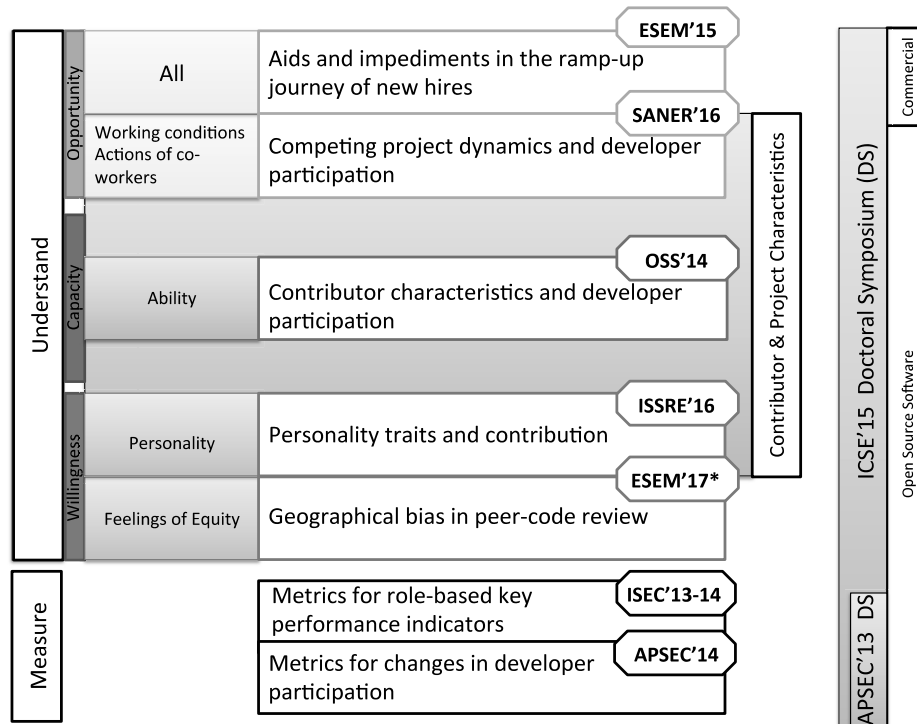 ESEM'15
Opportunity
All
Aids and impediments in the ramp-up
journey of new hires
SANER'16
Working conditions
Actions of co-
workers
Competing project dynamics and developer
participation
Understand
Capacity
OSS'14
Ability
Contributor characteristics and developer
participation
Willingness
ISSRE'16
Personality
Personality traits and contribution
ESEM'17*
Feelings of Equity
Geographical bias in peer-code review
Contributor & Project Characteristics
Measure
ISEC'13-14
Metrics for role-based key
performance indicators
APSEC'14
Metrics for changes in developer
participation
ICSE'15 Doctoral Symposium (DS)
APSEC'13 DS
Commercial
Open Source Software